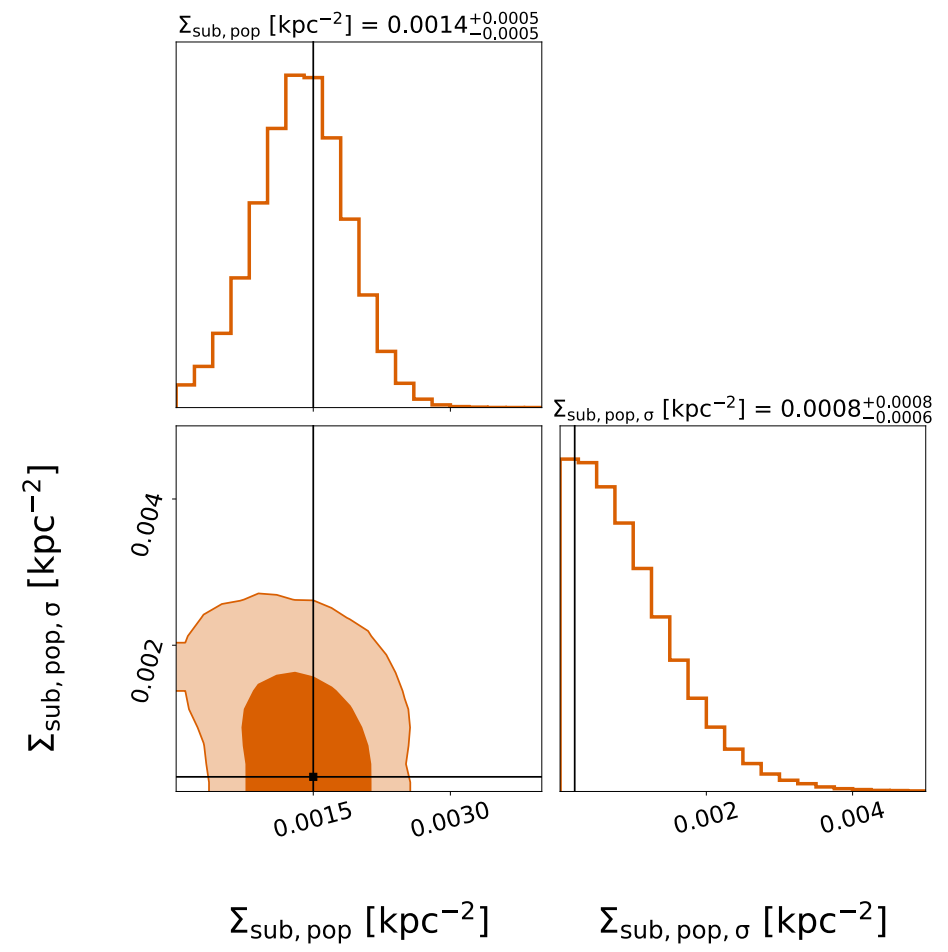 Σ_sub, pop [kpc⁻²] = 0.0014^{+0.0005}_{−0.0005}
Σ_sub, pop, σ [kpc⁻²] = 0.0008^{+0.0008}_{−0.0006}
Σ_sub, pop, σ [kpc⁻²]
0.004
0.002
0.0015 0.0030
0.002 0.004
Σ_sub, pop [kpc⁻²]
Σ_sub, pop, σ [kpc⁻²]